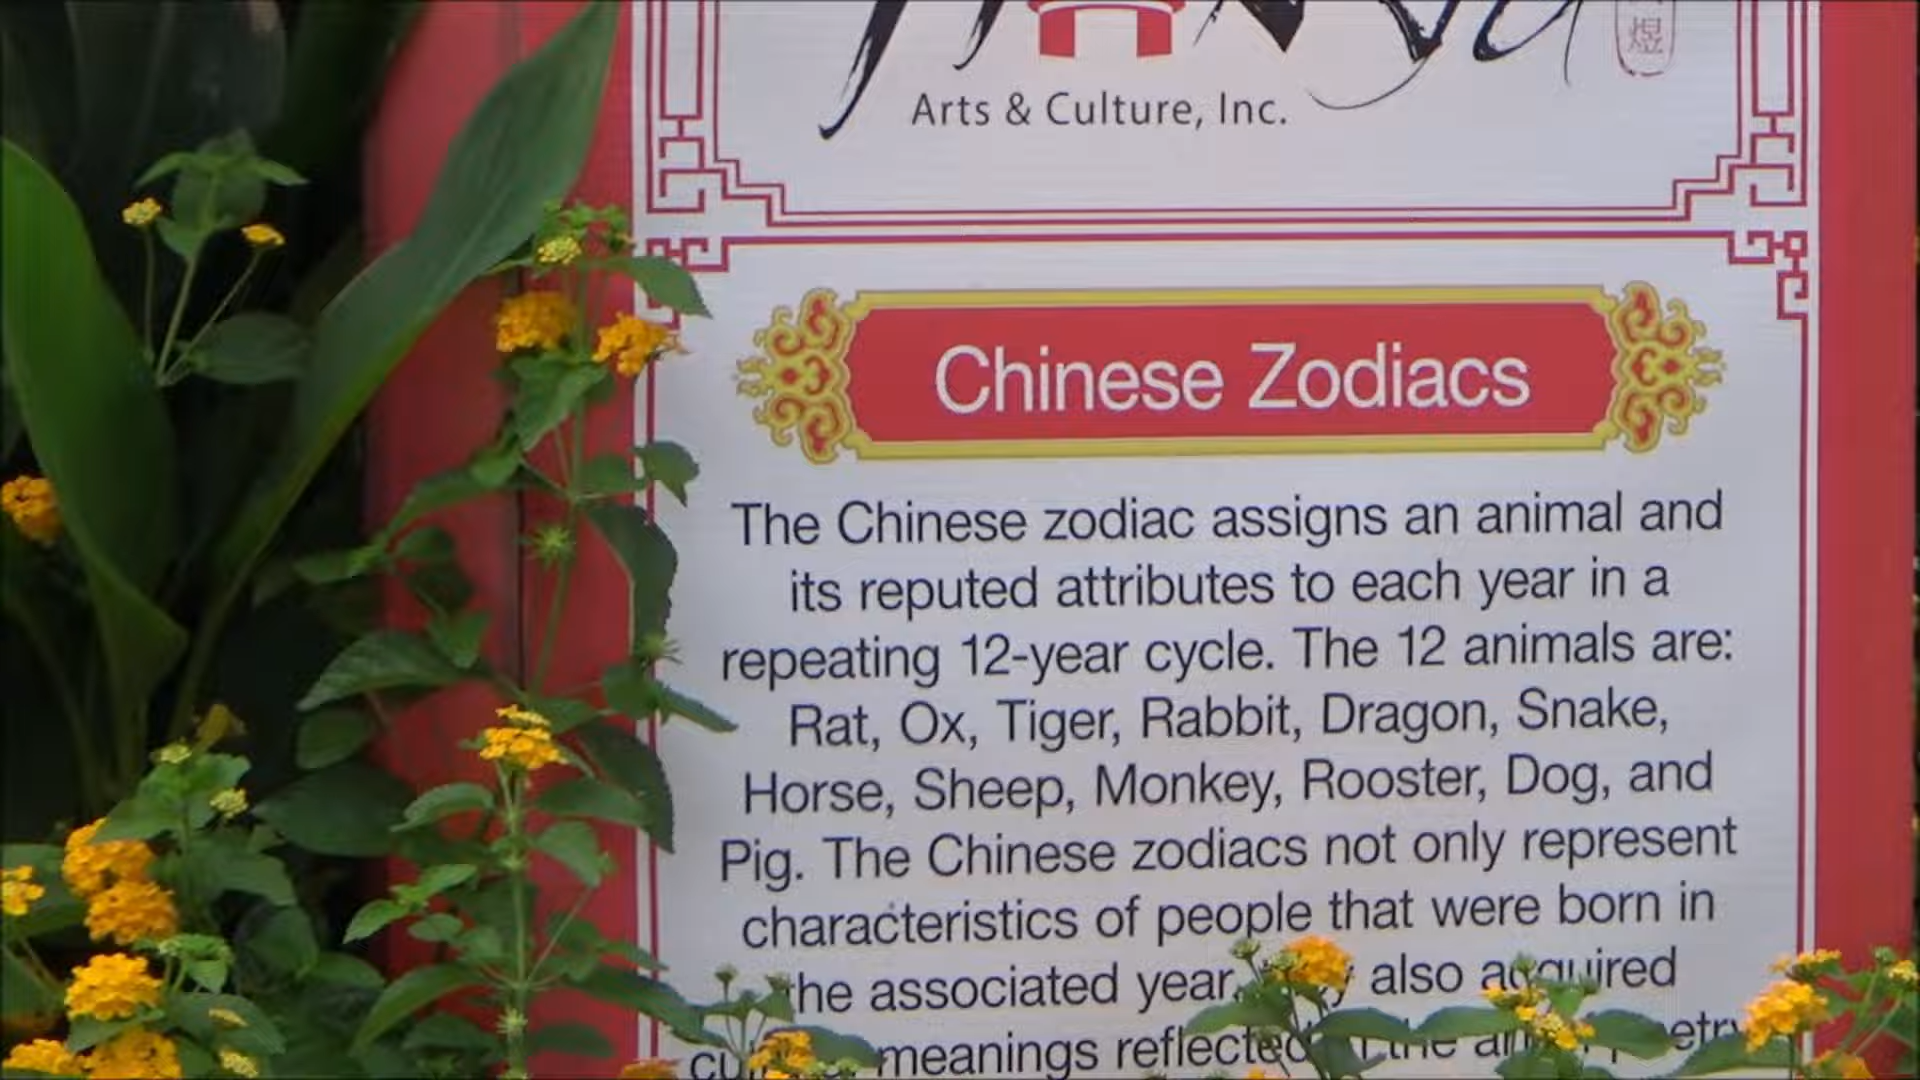 煜
Arts & Culture, Inc.
Chinese Zodiacs
The Chinese zodiac assigns an animal and
its reputed attributes to each year in a
repeating 12-year cycle. The 12 animals are:
Rat, Ox, Tiger, Rabbit, Dragon, Snake,
Horse, Sheep, Monkey, Rooster, Dog, and
Pig. The Chinese zodiacs not only represent
characteristics of people that were born in
the associated year, also acquired
meanings reflected the